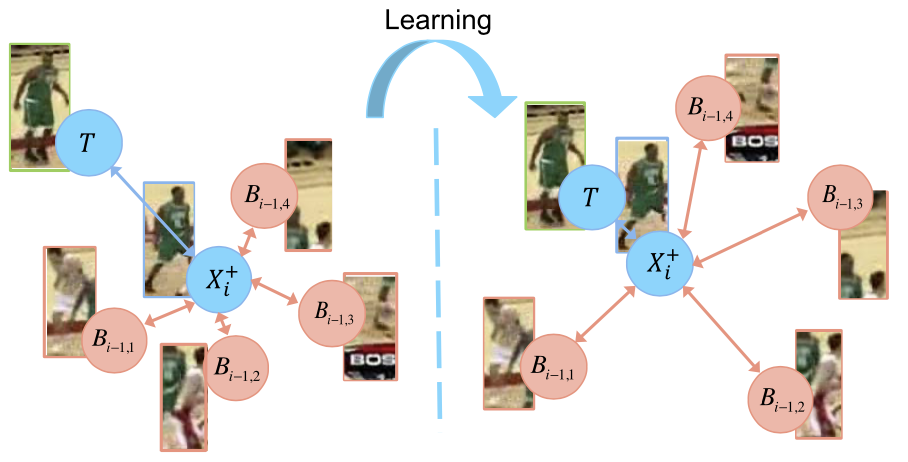 Learning
T
X_i^+
B_{i−1,4}
B_{i−1,1}
B_{i−1,2}
B_{i−1,3}
BOS
T
X_i^+
B_{i−1,4}
BOS
B_{i−1,3}
B_{i−1,1}
B_{i−1,2}